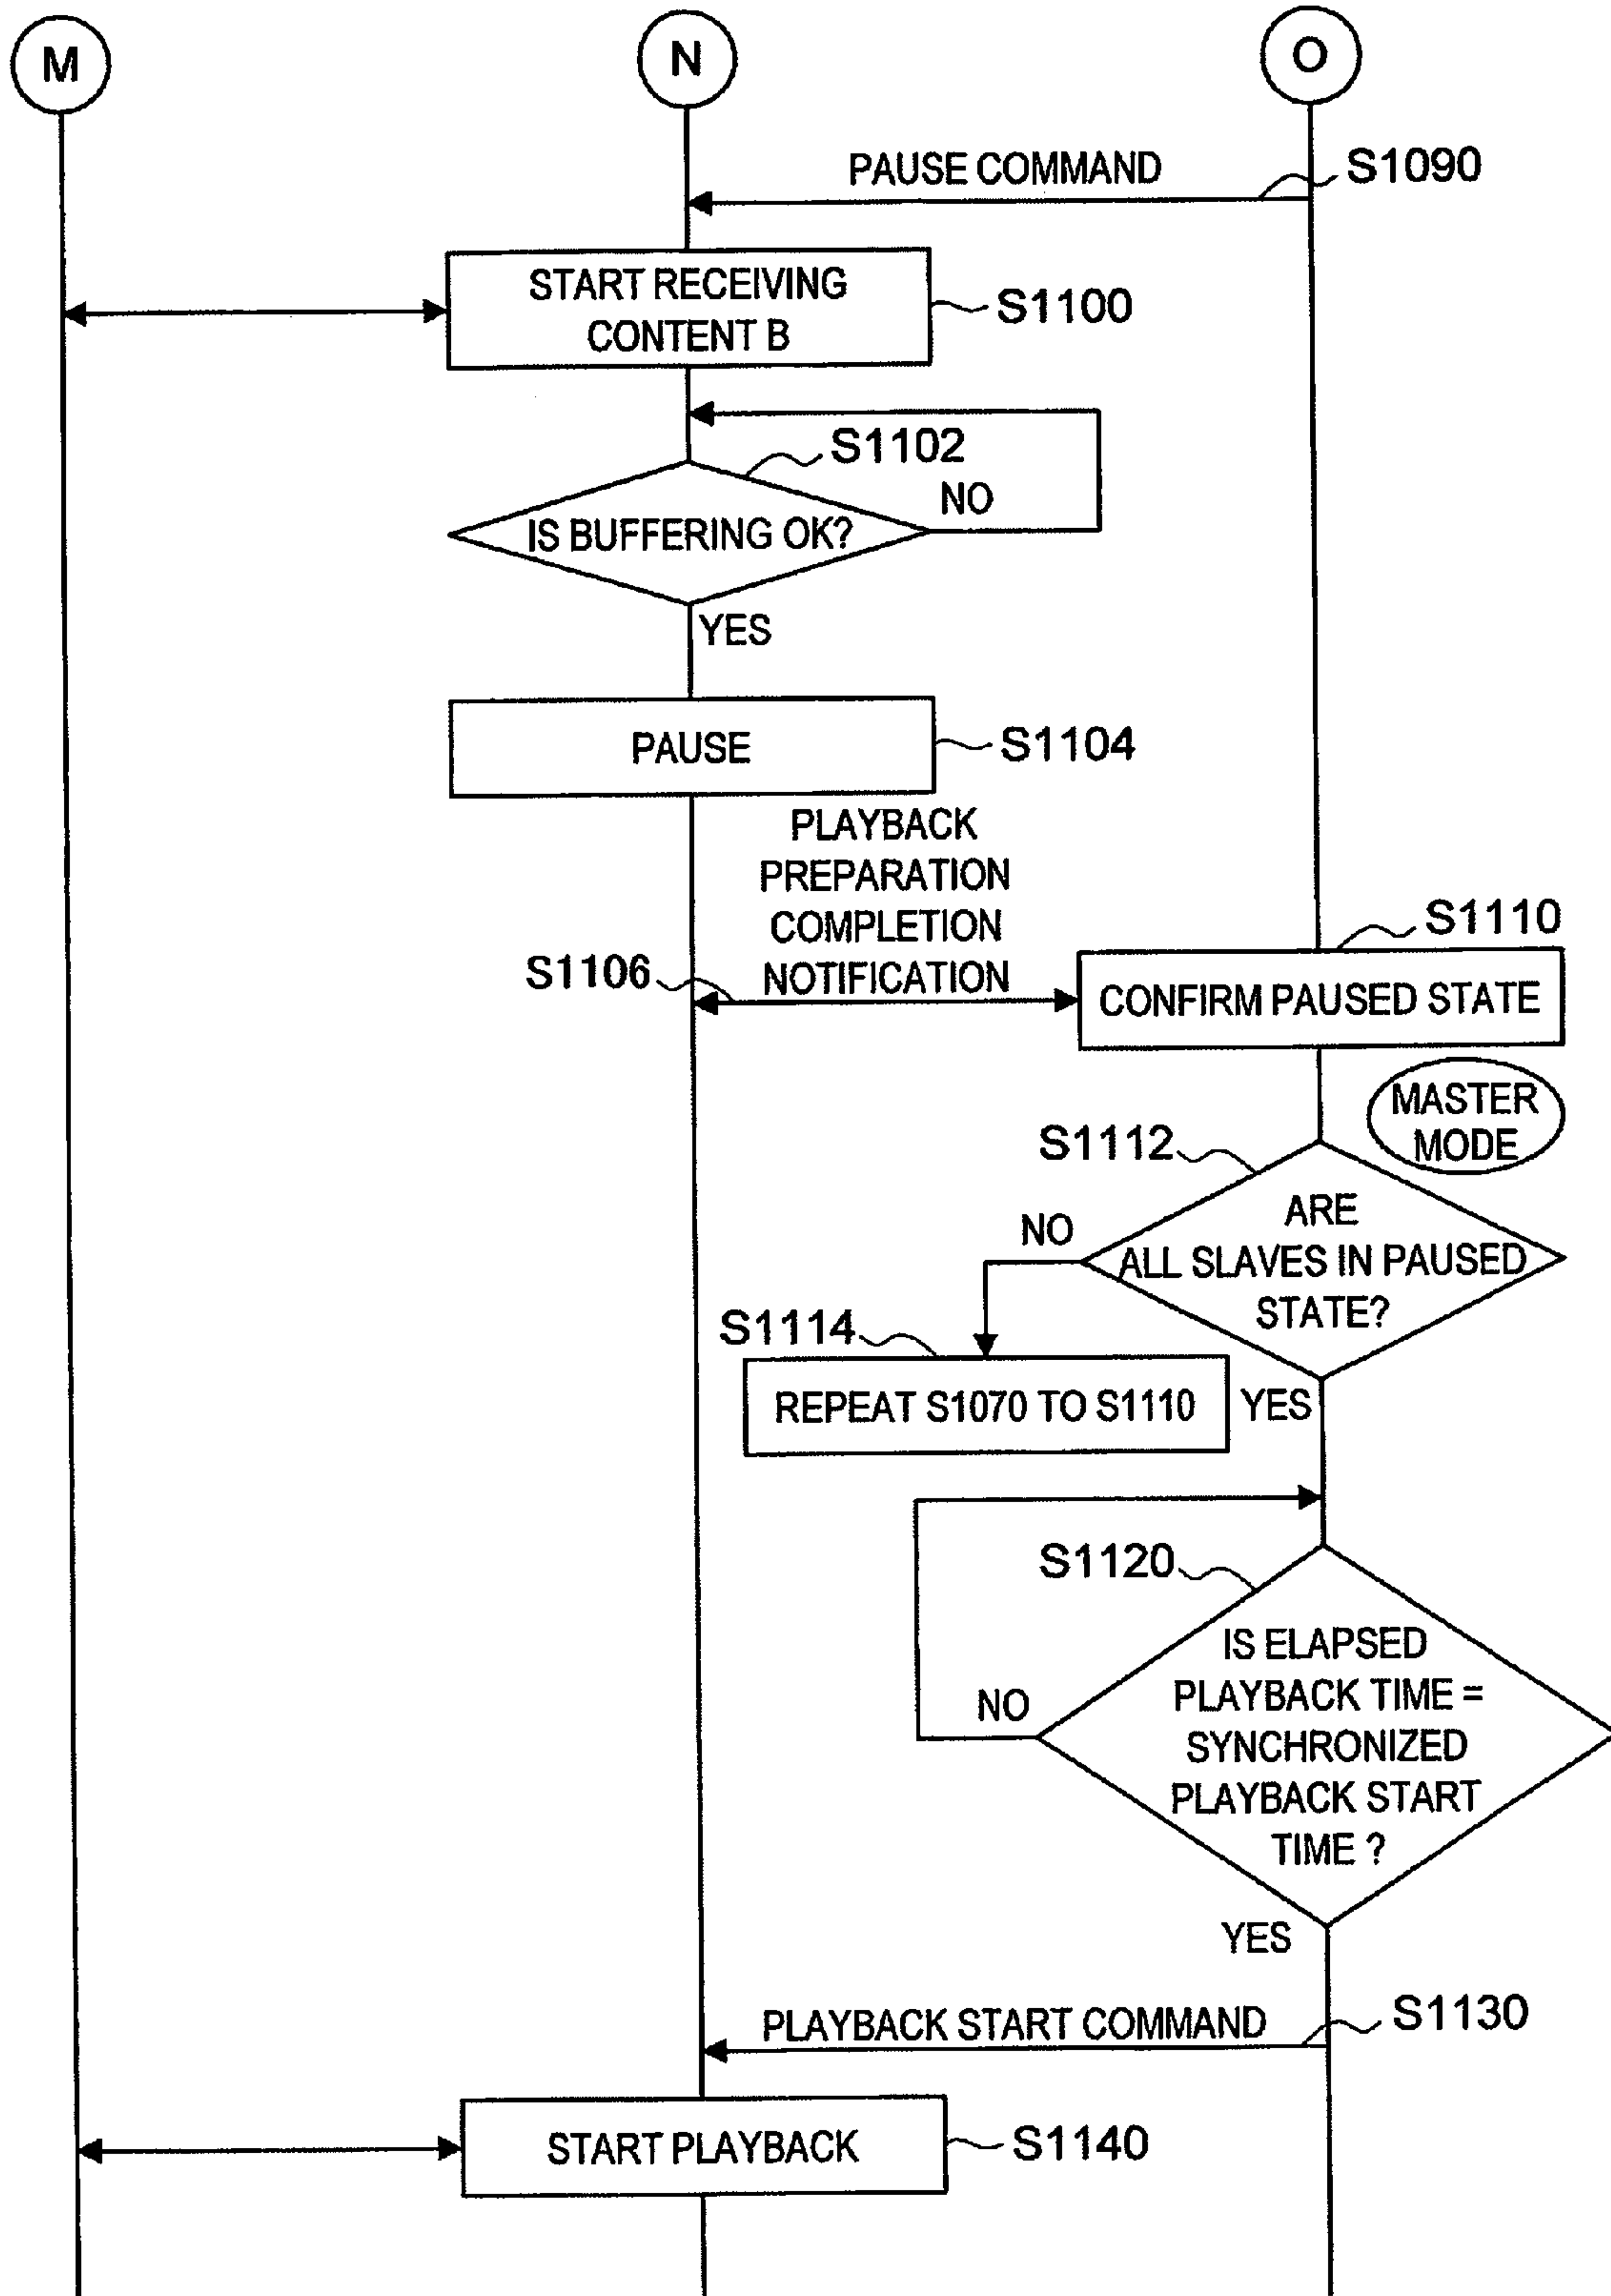 M
N
O
PAUSE COMMAND
S1090
START RECEIVING
CONTENT B
S1100
S1102
NO
IS BUFFERING OK?
YES
PAUSE
S1104
PLAYBACK
PREPARATION
COMPLETION
NOTIFICATION
S1106
S1110
CONFIRM PAUSED STATE
MASTER
MODE
S1112
ARE
ALL SLAVES IN PAUSED
STATE?
NO
S1114
REPEAT S1070 TO S1110
YES
S1120
IS ELAPSED
PLAYBACK TIME =
SYNCHRONIZED
PLAYBACK START
TIME ?
NO
YES
PLAYBACK START COMMAND
S1130
START PLAYBACK
S1140